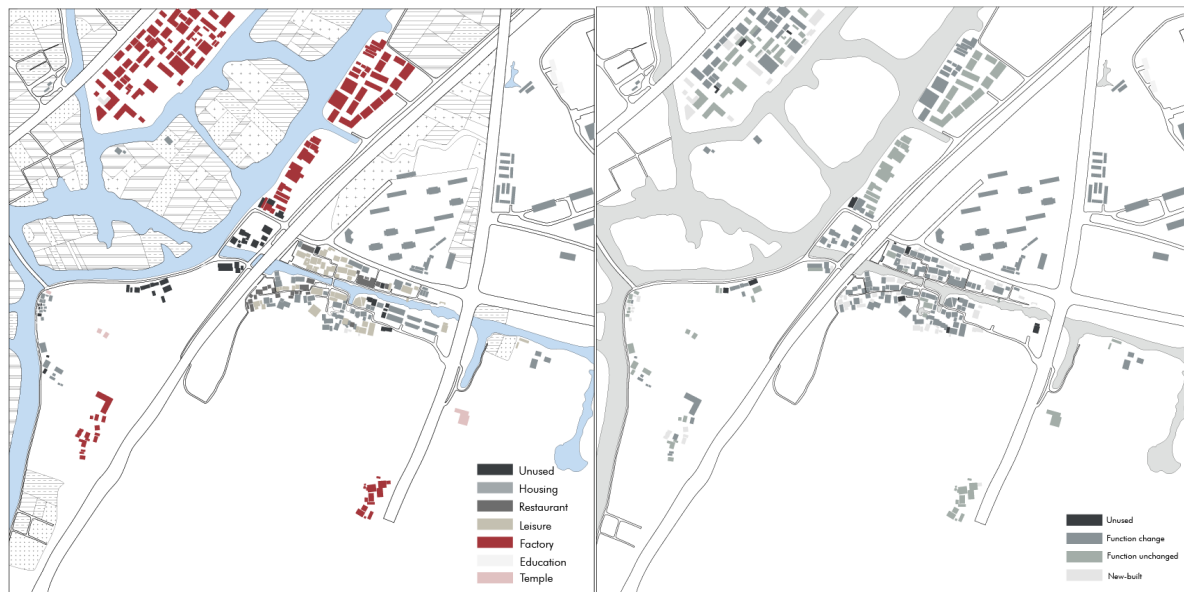 Unused
Housing
Restaurant
Leisure
Factory
Education
Temple
Unused
Function change
Function unchanged
New-built